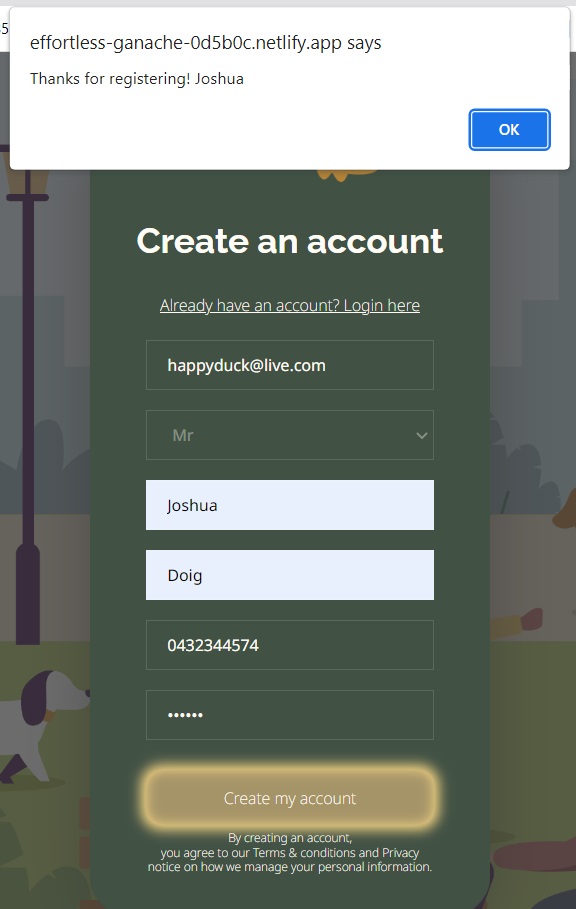 effortless-ganache-0d5b0c.netlify.app says
Thanks for registering! Joshua
OK
Create an account
Already have an account? Login here
happyduck@live.com
Mr
Joshua
Doig
0432344574
••••••
Create my account
By creating an account,
you agree to our Terms & conditions and Privacy
notice on how we manage your personal information.